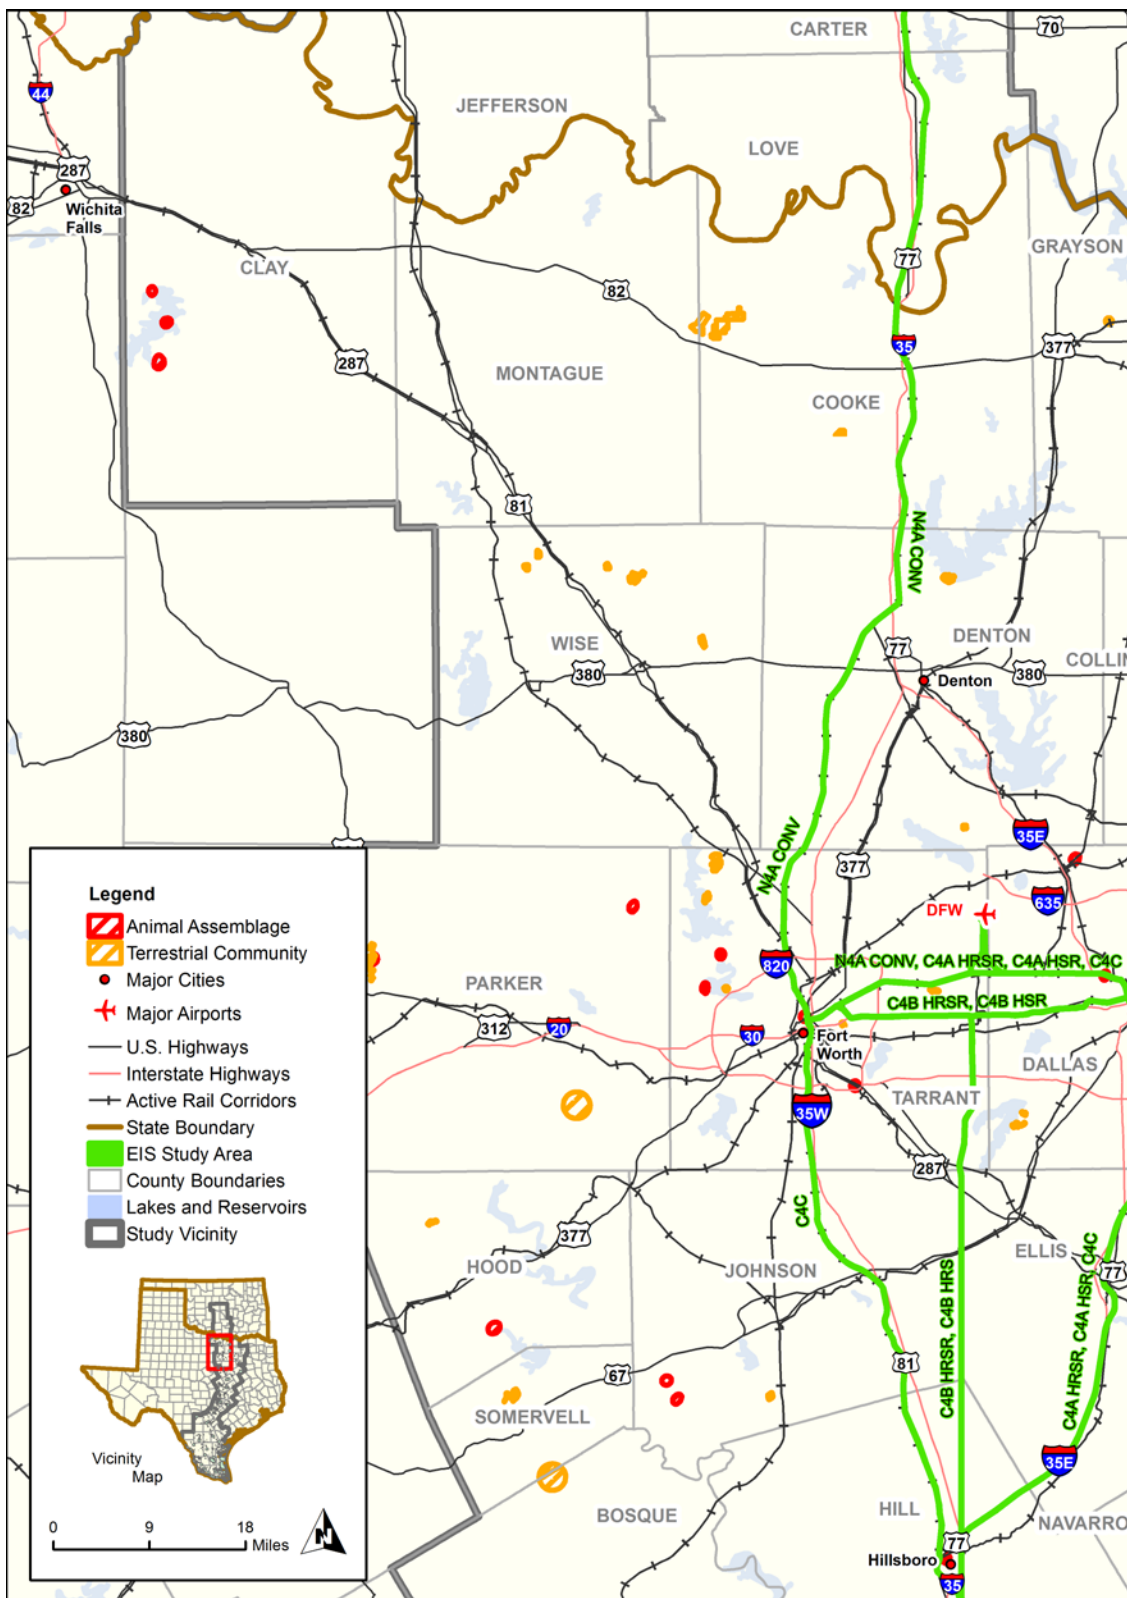 CARTER
70
44
JEFFERSON
LOVE
287
82
Wichita
Falls
GRAYSON
77
CLAY
82
35
377
287
MONTAGUE
COOKE
81
N4A CONV
WISE
DENTON
77
COLLIN
380
380
Denton
380
35E
N4A CONV
377
635
DFW
820
N4A CONV, C4A HRSR, C4A HSR, C4C
PARKER
C4B HRSR, C4B HSR
312
20
30
Fort
Worth
DALLAS
TARRANT
35W
287
C4C
377
ELLIS
HOOD
JOHNSON
77
C4B HRSR, C4B HRS
C4A HRSR, C4A HSR, C4C
81
67
SOMERVELL
35E
BOSQUE
HILL
NAVARRO
77
Hillsboro
35
Legend
Animal Assemblage
Terrestrial Community
Major Cities
Major Airports
U.S. Highways
Interstate Highways
Active Rail Corridors
State Boundary
EIS Study Area
County Boundaries
Lakes and Reservoirs
Study Vicinity
Vicinity
Map
0 9 18
Miles
N